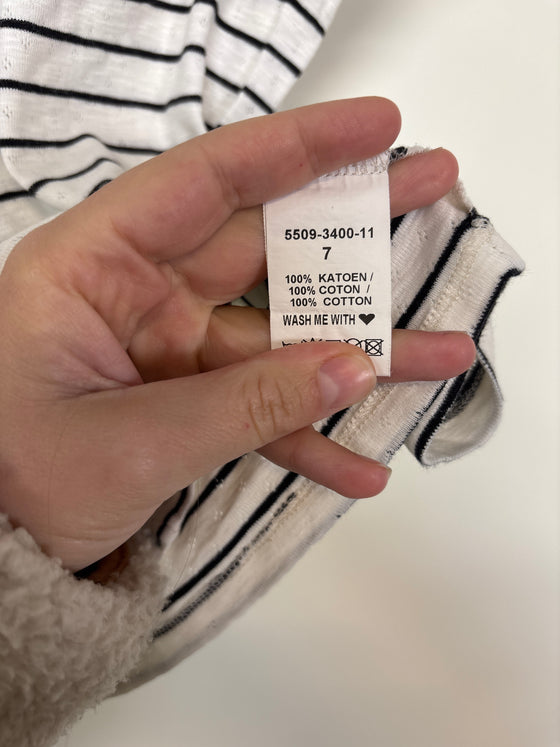 5509-3400-11
7
100% KATOEN /
100% COTON /
100% COTTON
WASH ME WITH ❤